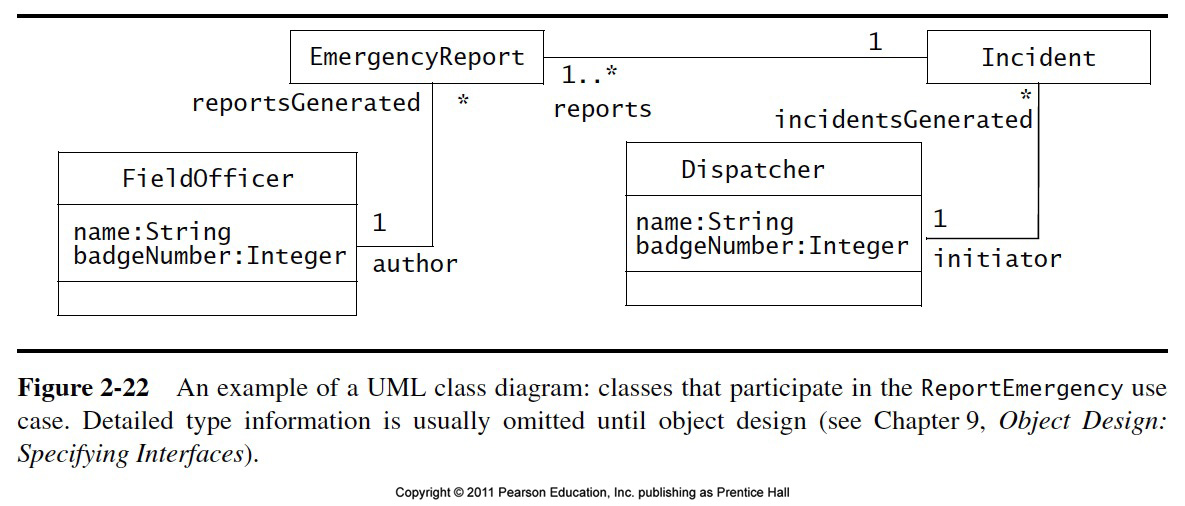 EmergencyReport
1
Incident
1..*
reports
reportsGenerated
*
*
incidentsGenerated
FieldOfficer
name:String
badgeNumber:Integer
1
author
Dispatcher
name:String
badgeNumber:Integer
1
initiator
Figure 2-22 An example of a UML class diagram: classes that participate in the ReportEmergency use
case. Detailed type information is usually omitted until object design (see Chapter 9, Object Design:
Specifying Interfaces).
Copyright © 2011 Pearson Education, Inc. publishing as Prentice Hall